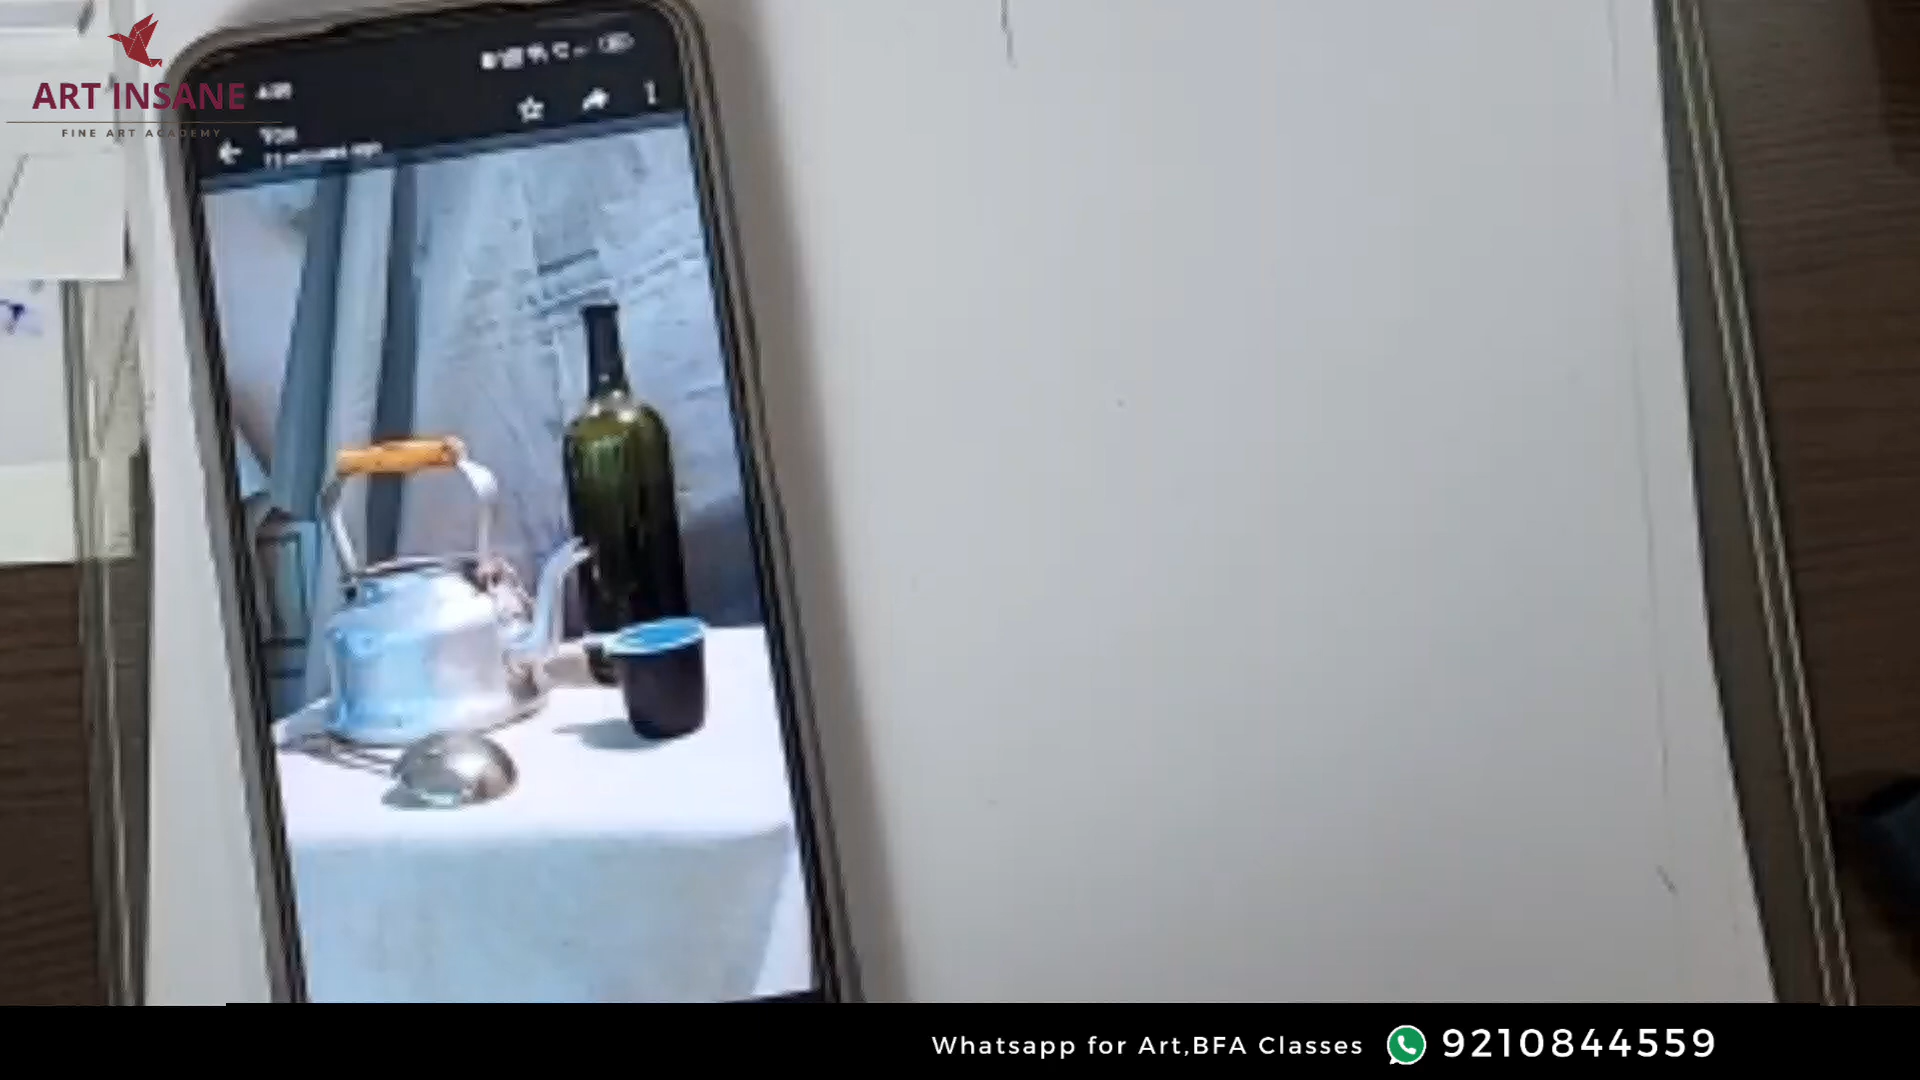 ART INSANE
FINE ART ACADEMY
Whatsapp for Art,BFA Classes 9210844559